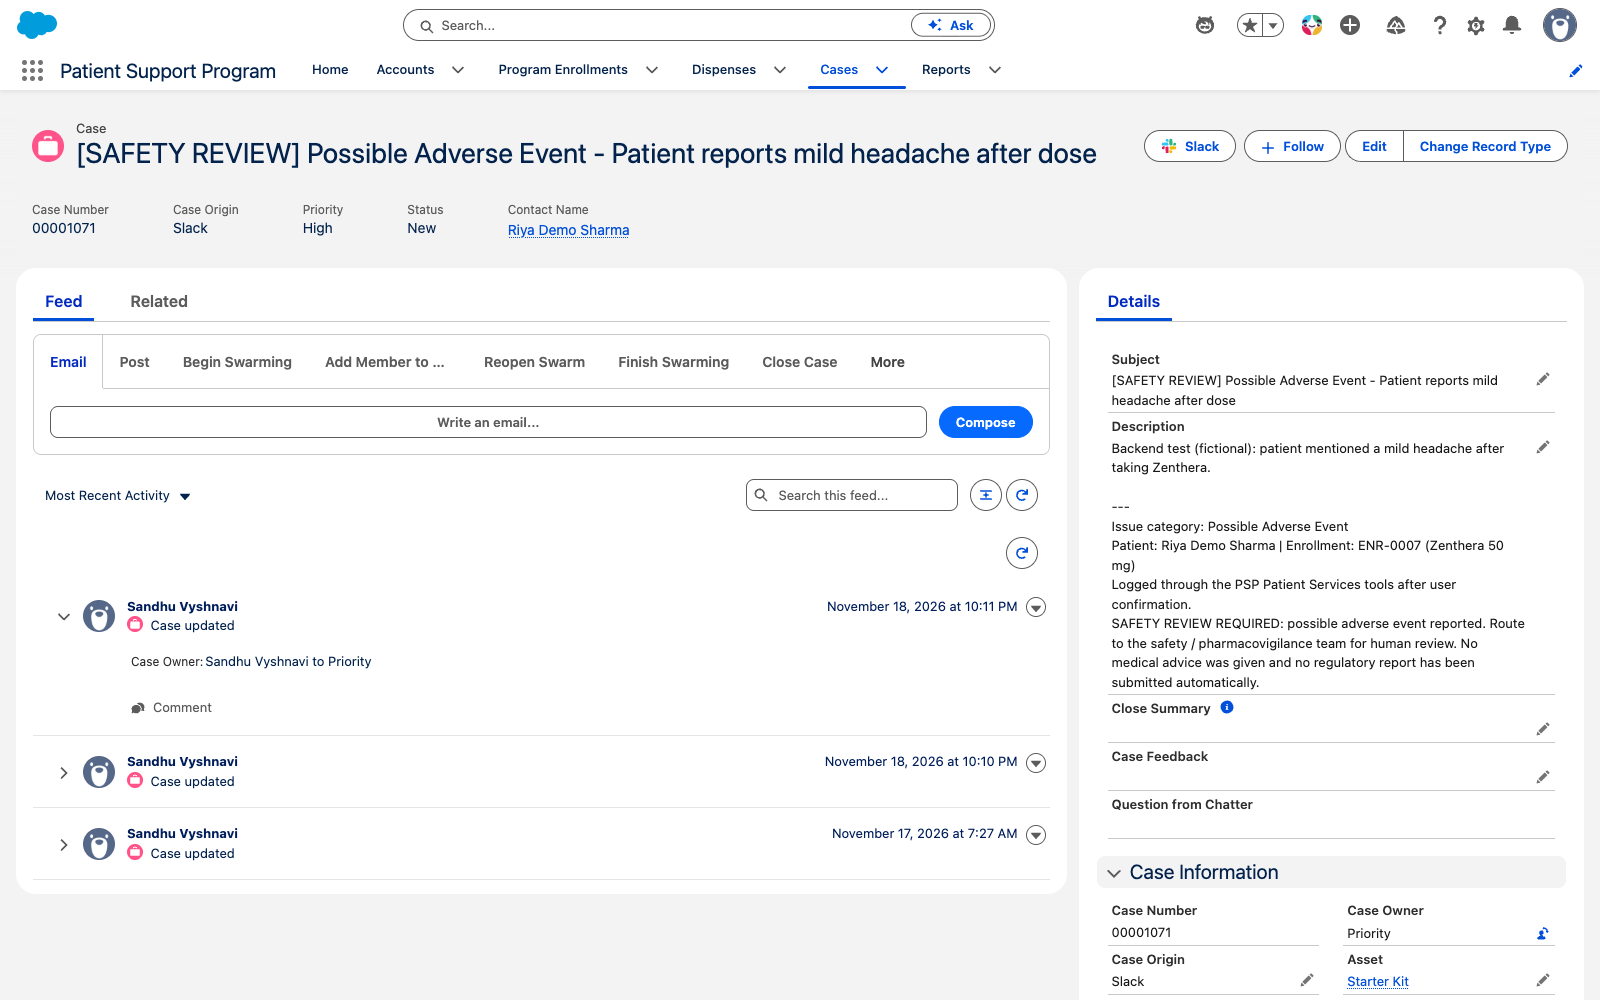 Search...
Ask
Patient Support Program
Home
Accounts
Program Enrollments
Dispenses
Cases
Reports
Case
[SAFETY REVIEW] Possible Adverse Event - Patient reports mild headache after dose
Slack
Follow
Edit
Change Record Type
Case Number
00001071
Case Origin
Slack
Priority
High
Status
New
Contact Name
Riya Demo Sharma
Feed
Related
Email
Post
Begin Swarming
Add Member to ...
Reopen Swarm
Finish Swarming
Close Case
More
Write an email...
Compose
Most Recent Activity
Search this feed...
Sandhu Vyshnavi
November 18, 2026 at 10:11 PM
Case updated
Case Owner: Sandhu Vyshnavi to Priority
Comment
Sandhu Vyshnavi
November 18, 2026 at 10:10 PM
Case updated
Sandhu Vyshnavi
November 17, 2026 at 7:27 AM
Case updated
Details
Subject
[SAFETY REVIEW] Possible Adverse Event - Patient reports mild
headache after dose
Description
Backend test (fictional): patient mentioned a mild headache after
taking Zenthera.
---
Issue category: Possible Adverse Event
Patient: Riya Demo Sharma | Enrollment: ENR-0007 (Zenthera 50
mg)
Logged through the PSP Patient Services tools after user
confirmation.
SAFETY REVIEW REQUIRED: possible adverse event reported. Route
to the safety / pharmacovigilance team for human review. No
medical advice was given and no regulatory report has been
submitted automatically.
Close Summary
Case Feedback
Question from Chatter
Case Information
Case Number
00001071
Case Owner
Priority
Case Origin
Slack
Asset
Starter Kit